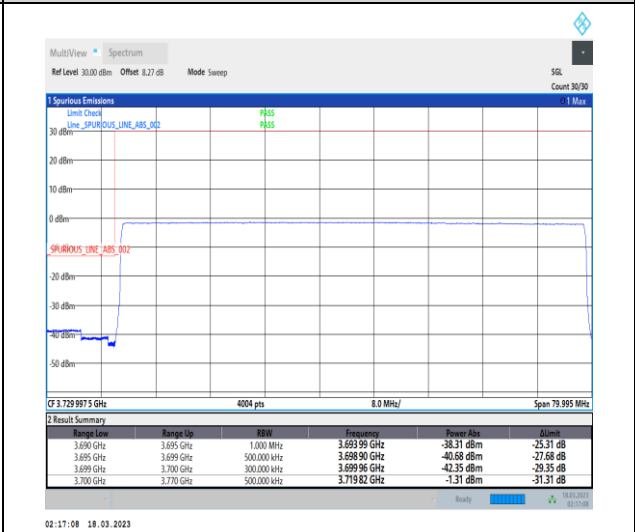 MultiView Spectrum
Ref Level 30.00 dBm Offset 8.27 dB Mode Sweep SGL
Count 30/30
1 Spurious Emissions 1 Max
Limit Check PASS
Line _SPURIOUS_LINE_ABS_002 PASS
30 dBm
20 dBm
10 dBm
0 dBm
_SPURIOUS_LINE_ABS_002
-20 dBm
-30 dBm
-40 dBm
-50 dBm
CF 3.729 997 5 GHz 4004 pts 8.0 MHz/ Span 79.995 MHz
2 Result Summary
Range Low Range Up RBW Frequency Power Abs ΔLimit
3.690 GHz 3.695 GHz 1.000 MHz 3.693 99 GHz -38.31 dBm -25.31 dB
3.695 GHz 3.699 GHz 500.000 kHz 3.698 90 GHz -40.68 dBm -27.68 dB
3.699 GHz 3.700 GHz 300.000 kHz 3.699 96 GHz -42.35 dBm -29.35 dB
3.700 GHz 3.770 GHz 500.000 kHz 3.719 82 GHz -1.31 dBm -31.31 dB
Ready 18.03.2023
02:17:08
02:17:08 18.03.2023